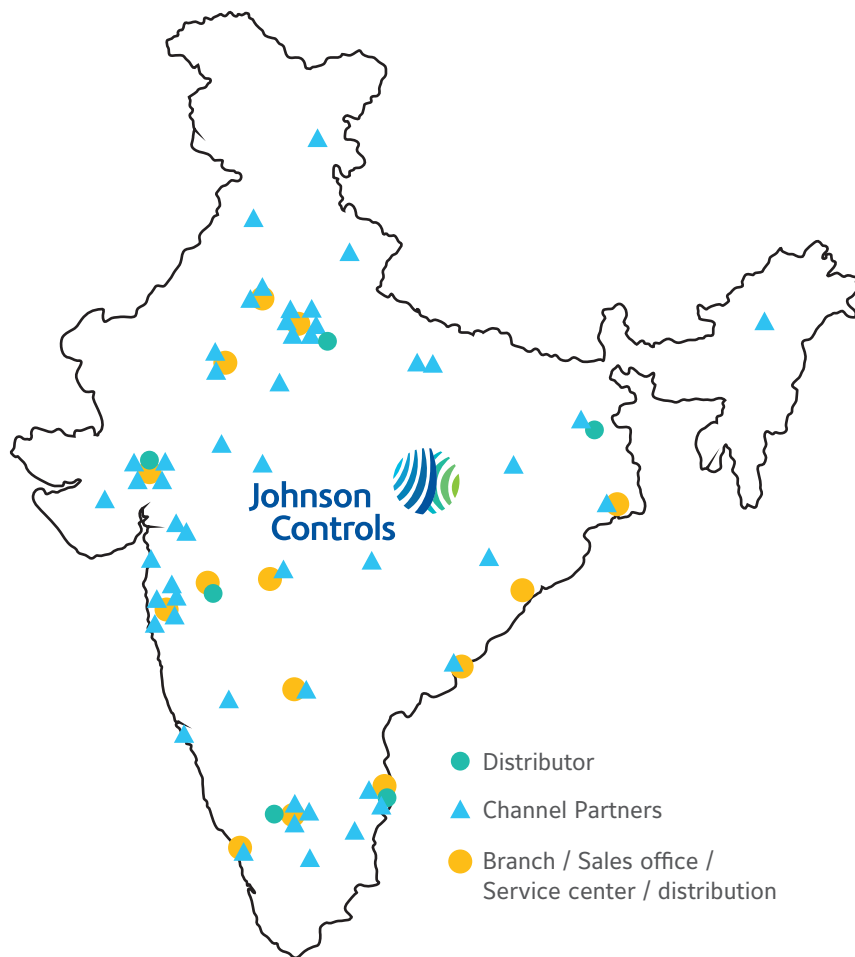 Johnson
Controls
Distributor
Channel Partners
Branch / Sales office /
Service center / distribution